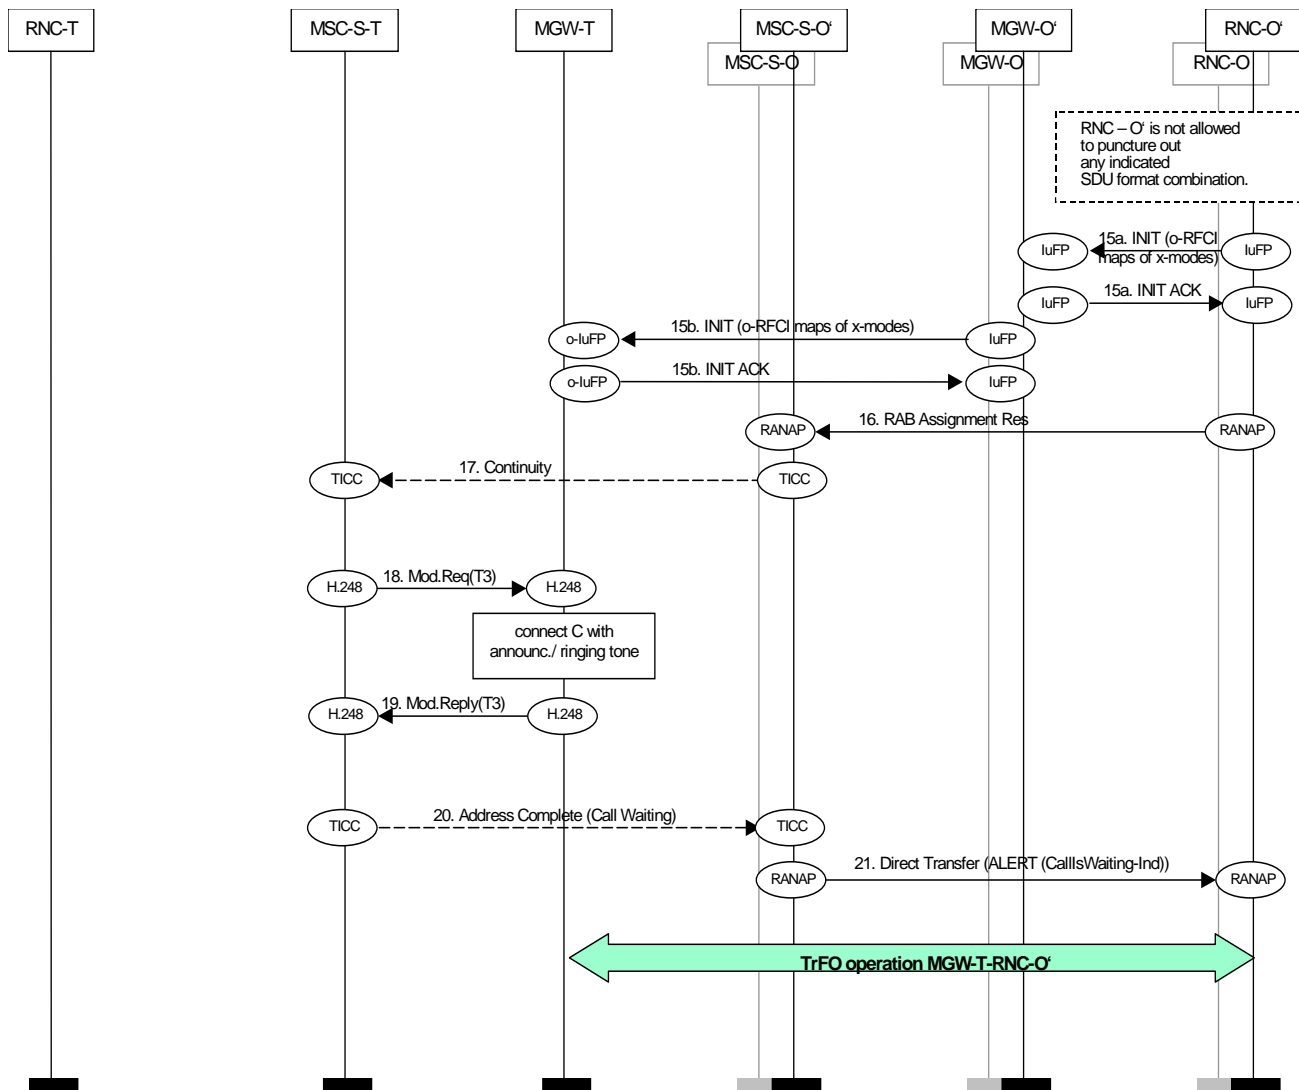 RNC-T
MSC-S-T
MGW-T
MSC-S-O‘
MGW-O‘
RNC-O‘
MSC-S-O
MGW-O
RNC-O
RNC – O‘ is not allowed
to puncture out
any indicated
SDU format combination.
15a. INIT (o-RFCI
maps of x-modes)
IuFP
IuFP
15a. INIT ACK
IuFP
IuFP
15b. INIT (o-RFCI maps of x-modes)
o-IuFP
IuFP
15b. INIT ACK
o-IuFP
IuFP
16. RAB Assignment Res
RANAP
RANAP
17. Continuity
TICC
TICC
18. Mod.Req(T3)
H.248
H.248
connect C with
announc./ ringing tone
19. Mod.Reply(T3)
H.248
H.248
20. Address Complete (Call Waiting)
TICC
TICC
21. Direct Transfer (ALERT (CallIsWaiting-Ind))
RANAP
RANAP
TrFO operation MGW-T-RNC-O‘